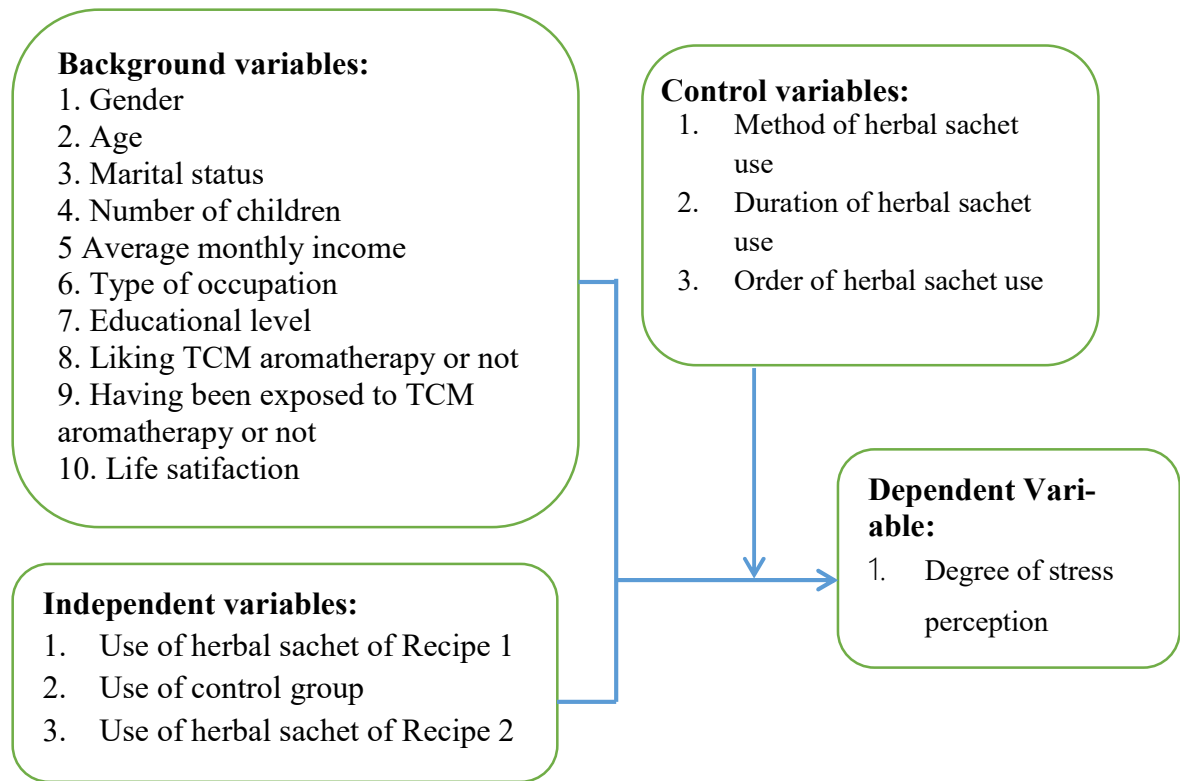 Background variables:
1. Gender
2. Age
3. Marital status
4. Number of children
5 Average monthly income
6. Type of occupation
7. Educational level
8. Liking TCM aromatherapy or not
9. Having been exposed to TCM
aromatherapy or not
10. Life satifaction
Control variables:
1. Method of herbal sachet
use
2. Duration of herbal sachet
use
3. Order of herbal sachet use
Independent variables:
1. Use of herbal sachet of Recipe 1
2. Use of control group
3. Use of herbal sachet of Recipe 2
Dependent Vari-
able:
1. Degree of stress
perception